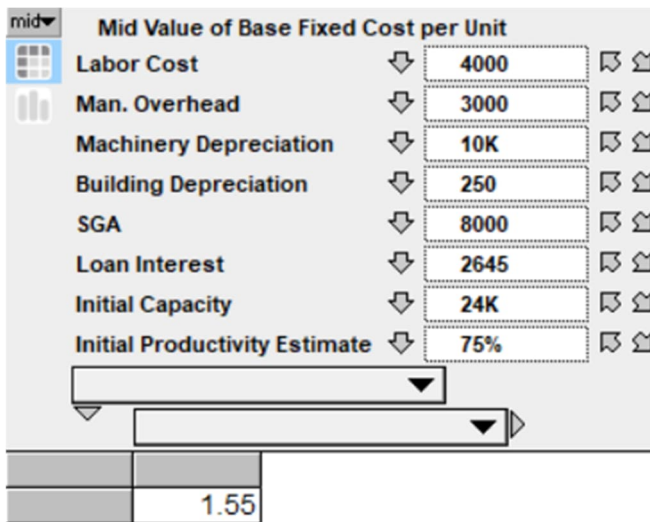 mid
Mid Value of Base Fixed Cost per Unit
Labor Cost 4000
Man. Overhead 3000
Machinery Depreciation 10K
Building Depreciation 250
SGA 8000
Loan Interest 2645
Initial Capacity 24K
Initial Productivity Estimate 75%
1.55